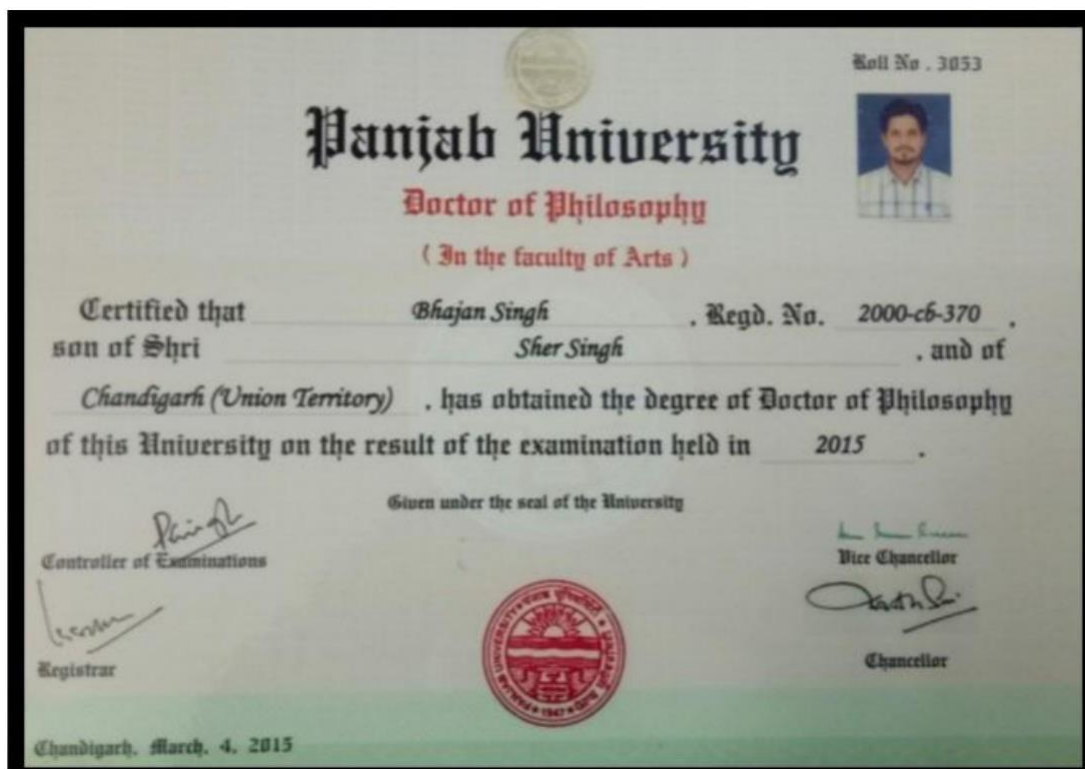 Roll No . 3053
Panjab University
Doctor of Philosophy
( In the faculty of Arts )
Certified that Bhajan Singh , Regd. No. 2000-cb-370 ,
son of Shri Sher Singh , and of
Chandigarh (Union Territory) , has obtained the degree of Doctor of Philosophy
of this University on the result of the examination held in 2015 .
Given under the seal of the University
Controller of Examinations
Vice Chancellor
Registrar
Chancellor
PANJAB UNIVERSITY
1947
Chandigarh, March, 4, 2015